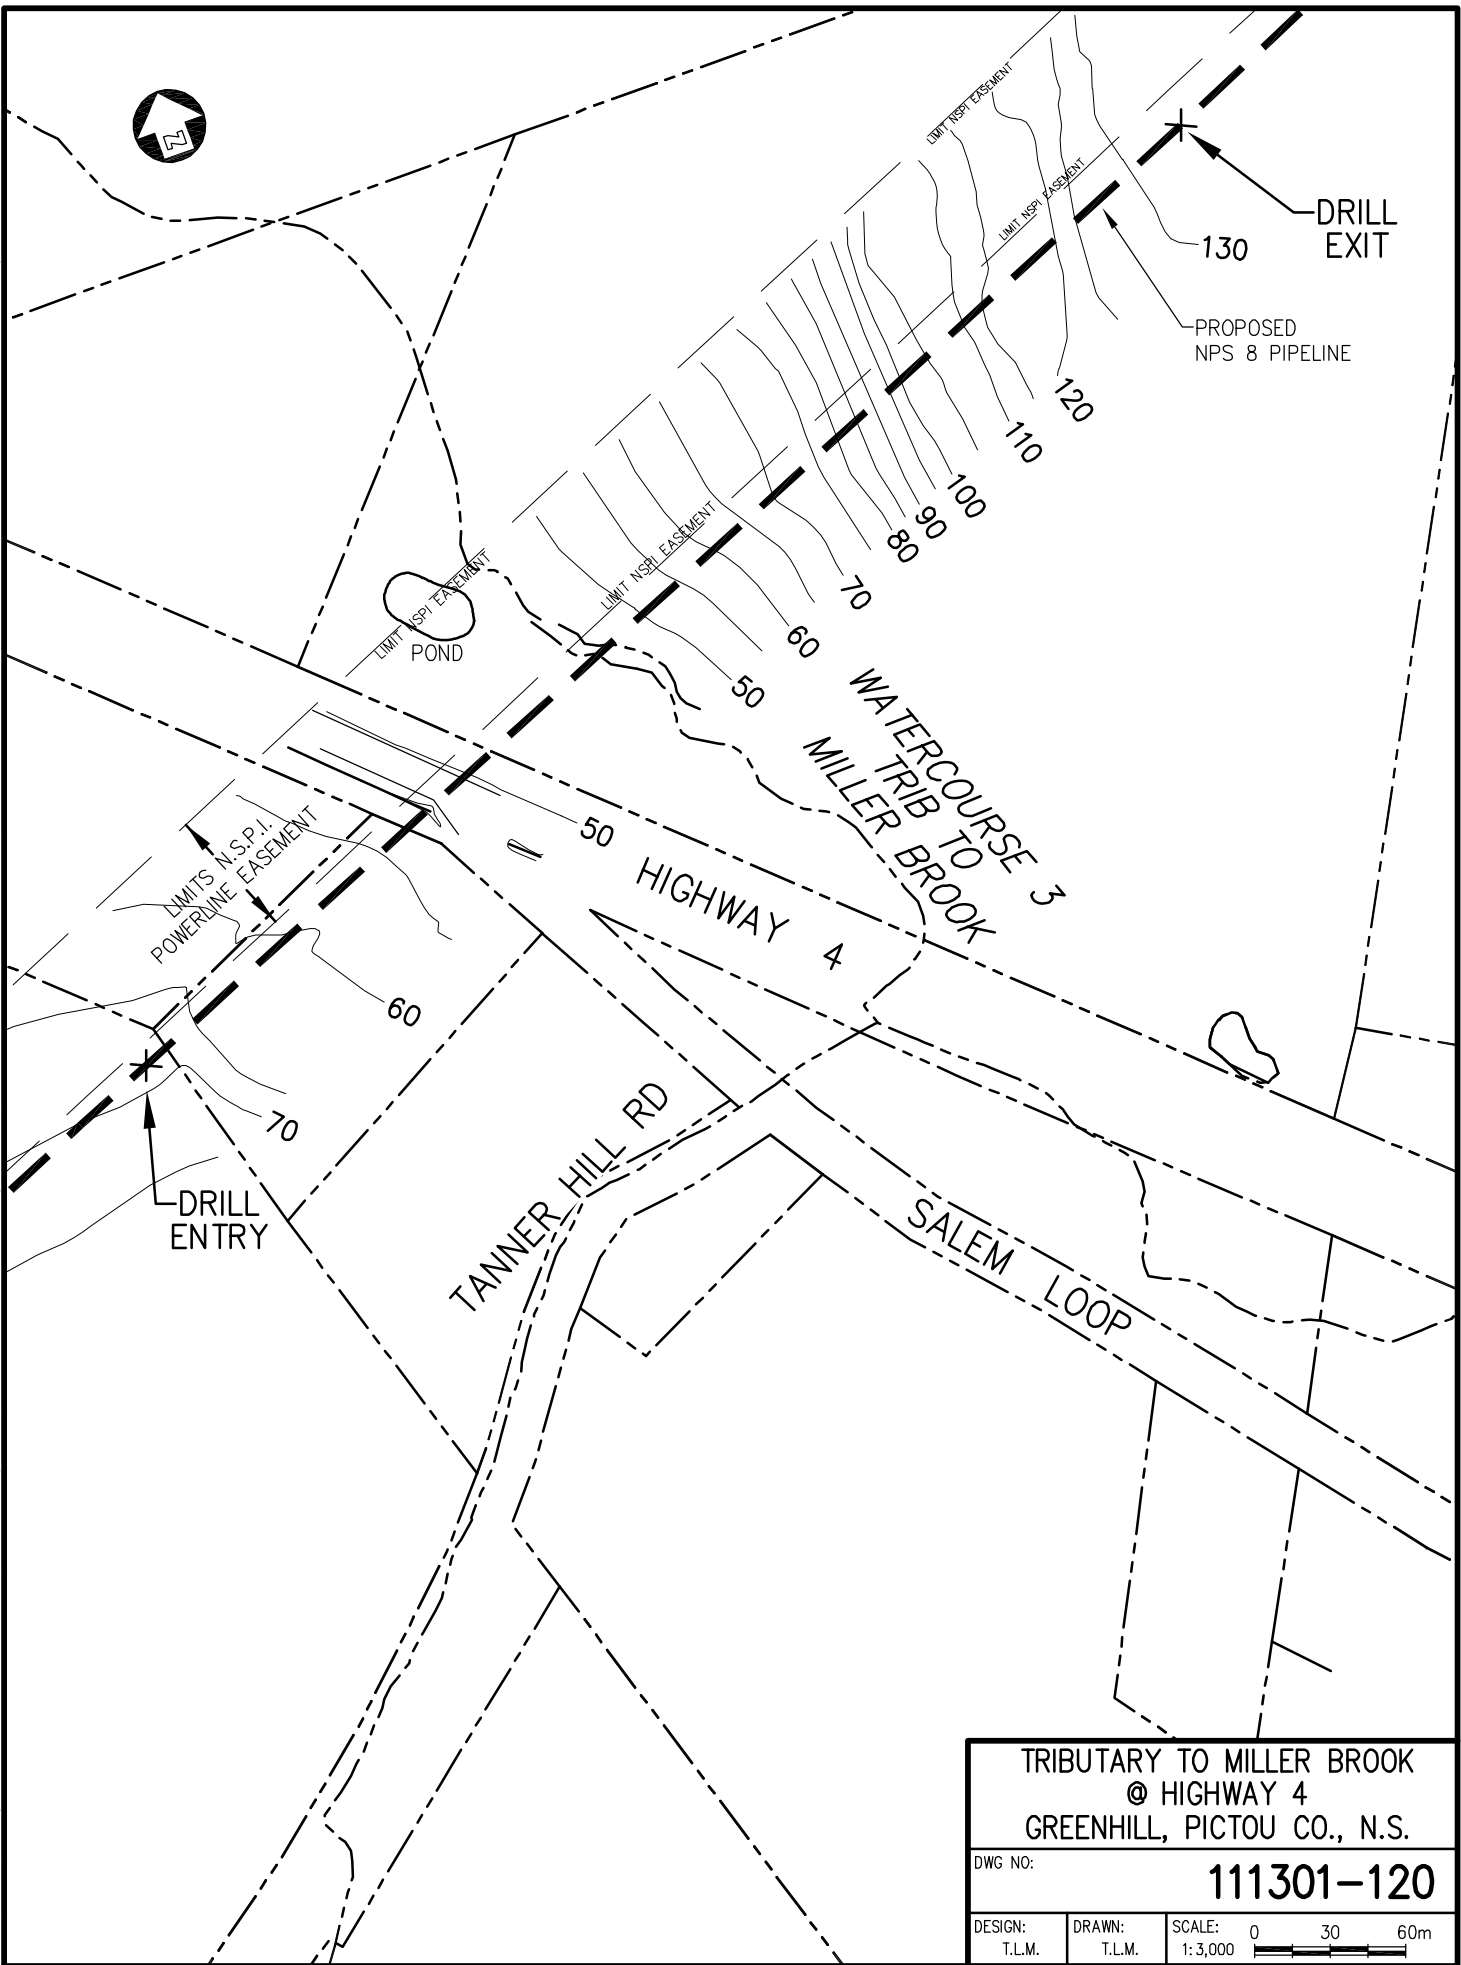 N
LIMIT NSPI EASEMENT
LIMIT NSPI EASEMENT
DRILL
EXIT
130
PROPOSED
NPS 8 PIPELINE
120
110
100
90
80
70
60
50
LIMIT NSPI EASEMENT
LIMIT NSPI EASEMENT
POND
WATERCOURSE 3
TRIB TO
MILLER BROOK
50
HIGHWAY 4
LIMITS N.S.P.I.
POWERLINE EASEMENT
60
70
DRILL
ENTRY
TANNER HILL RD
SALEM LOOP
TRIBUTARY TO MILLER BROOK
@ HIGHWAY 4
GREENHILL, PICTOU CO., N.S.
DWG NO:
111301-120
DESIGN:
T.L.M.
DRAWN:
T.L.M.
SCALE:
1:3,000
0 30 60m